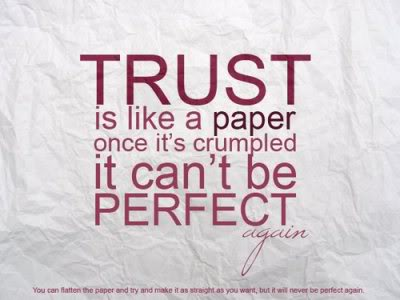 TRUST
is like a paper
once it's crumpled
it can't be
PERFECT
again
You can flatten the paper and try and make it as straight as you want, but it will never be perfect again.